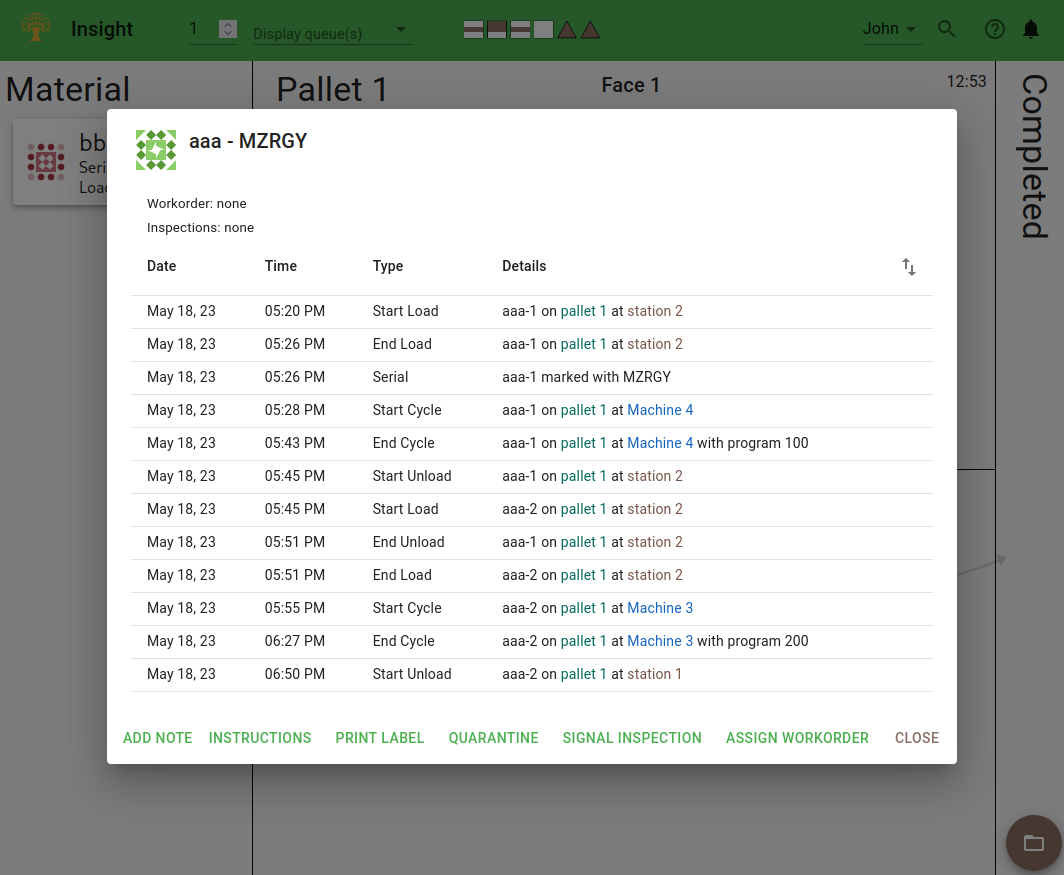 Insight 1 Display queue(s) John
Material Pallet 1 Face 1 12:53
Completed
bb
Seri
Loa
aaa - MZRGY
Workorder: none
Inspections: none
Date Time Type Details
May 18, 23 05:20 PM Start Load aaa-1 on pallet 1 at station 2
May 18, 23 05:26 PM End Load aaa-1 on pallet 1 at station 2
May 18, 23 05:26 PM Serial aaa-1 marked with MZRGY
May 18, 23 05:28 PM Start Cycle aaa-1 on pallet 1 at Machine 4
May 18, 23 05:43 PM End Cycle aaa-1 on pallet 1 at Machine 4 with program 100
May 18, 23 05:45 PM Start Unload aaa-1 on pallet 1 at station 2
May 18, 23 05:45 PM Start Load aaa-2 on pallet 1 at station 2
May 18, 23 05:51 PM End Unload aaa-1 on pallet 1 at station 2
May 18, 23 05:51 PM End Load aaa-2 on pallet 1 at station 2
May 18, 23 05:55 PM Start Cycle aaa-2 on pallet 1 at Machine 3
May 18, 23 06:27 PM End Cycle aaa-2 on pallet 1 at Machine 3 with program 200
May 18, 23 06:50 PM Start Unload aaa-2 on pallet 1 at station 1
ADD NOTE INSTRUCTIONS PRINT LABEL QUARANTINE SIGNAL INSPECTION ASSIGN WORKORDER CLOSE